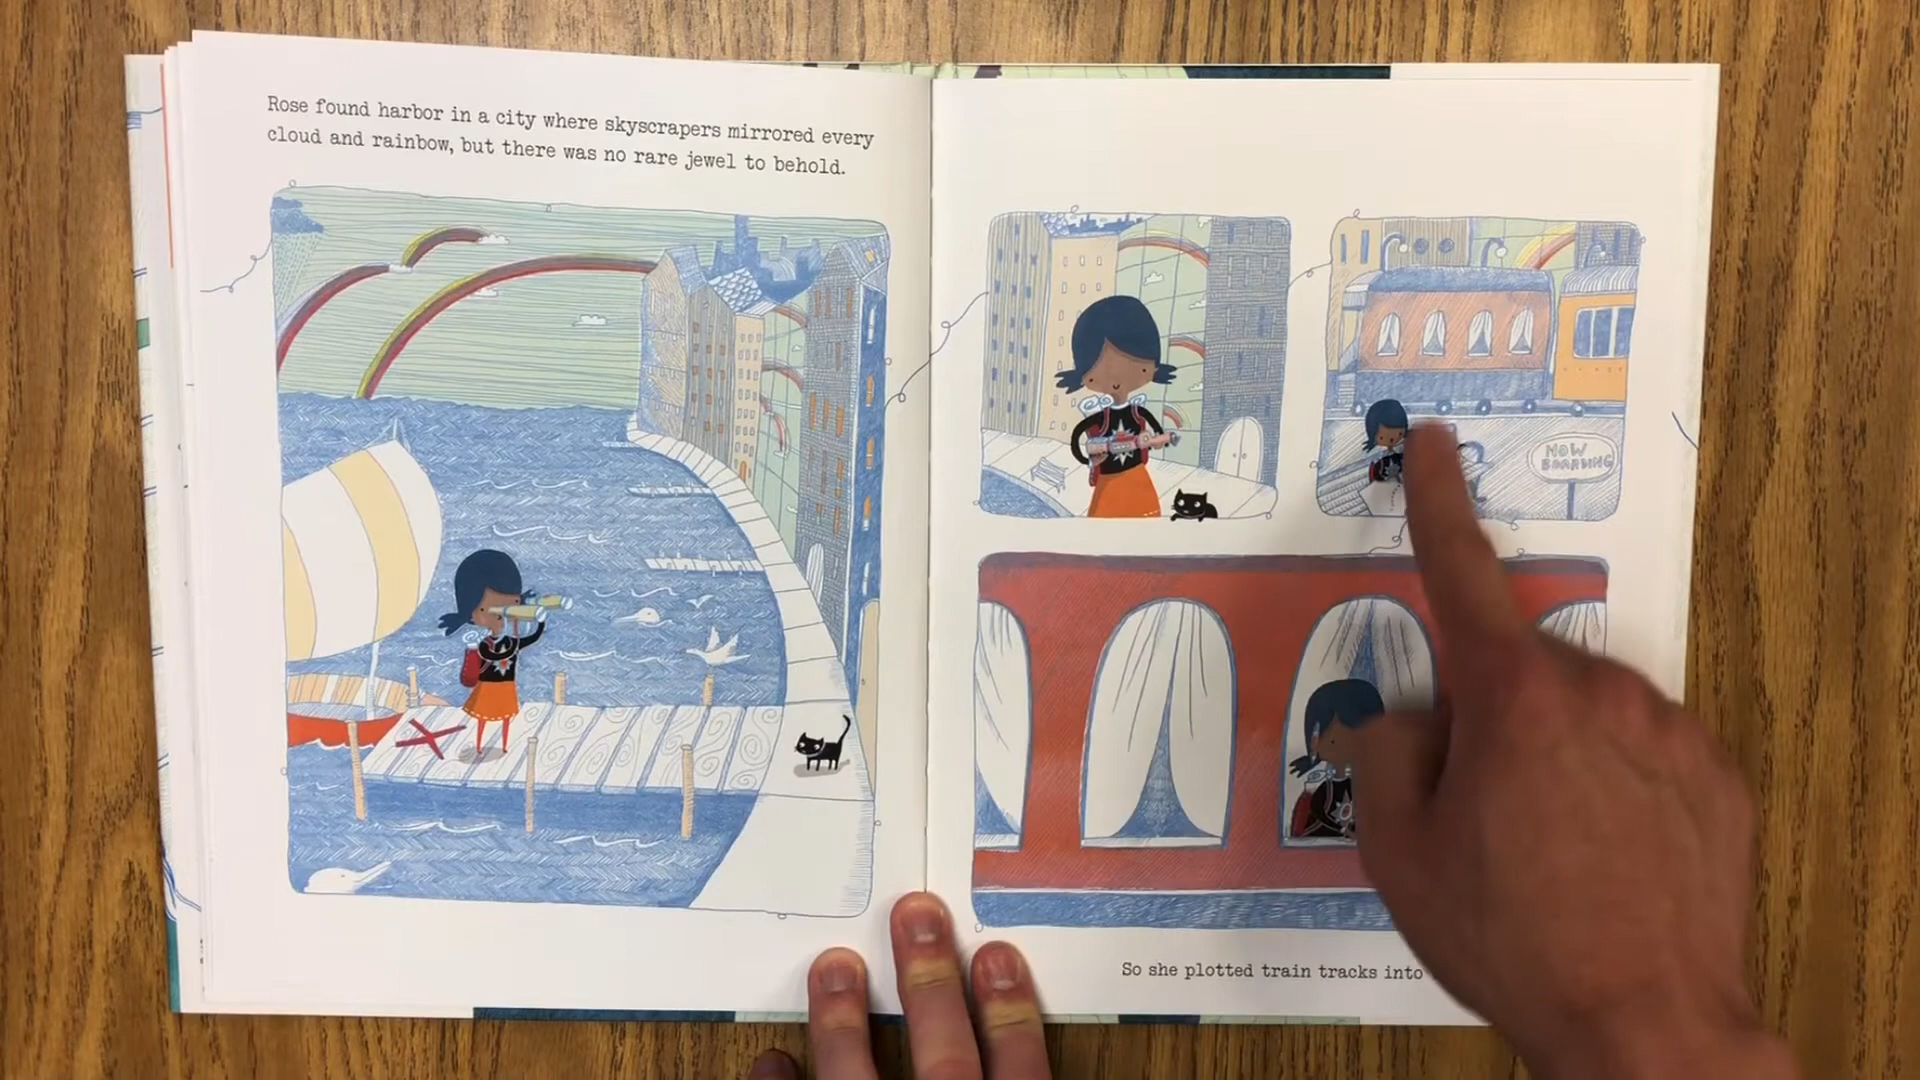 Rose found harbor in a city where skyscrapers mirrored every
cloud and rainbow, but there was no rare jewel to behold.
NOW
BOARDING
So she plotted train tracks into